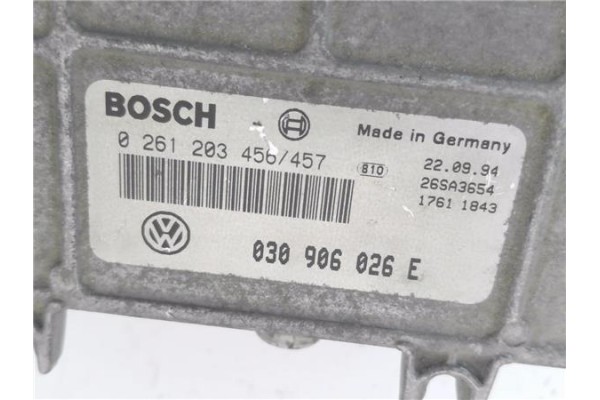 BOSCH
Made in Germany
0 261 203 456/457
810
22.09.94
26SA3654
1761 1843
VW
030 906 026 E